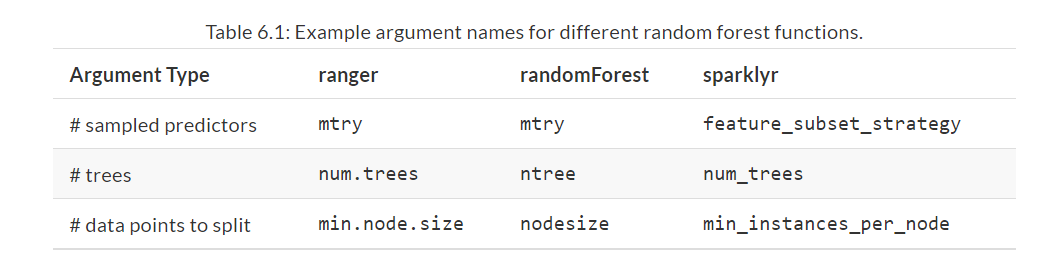 Table 6.1: Example argument names for different random forest functions.
Argument Type ranger randomForest sparklyr
# sampled predictors mtry mtry feature_subset_strategy
# trees num.trees ntree num_trees
# data points to split min.node.size nodesize min_instances_per_node